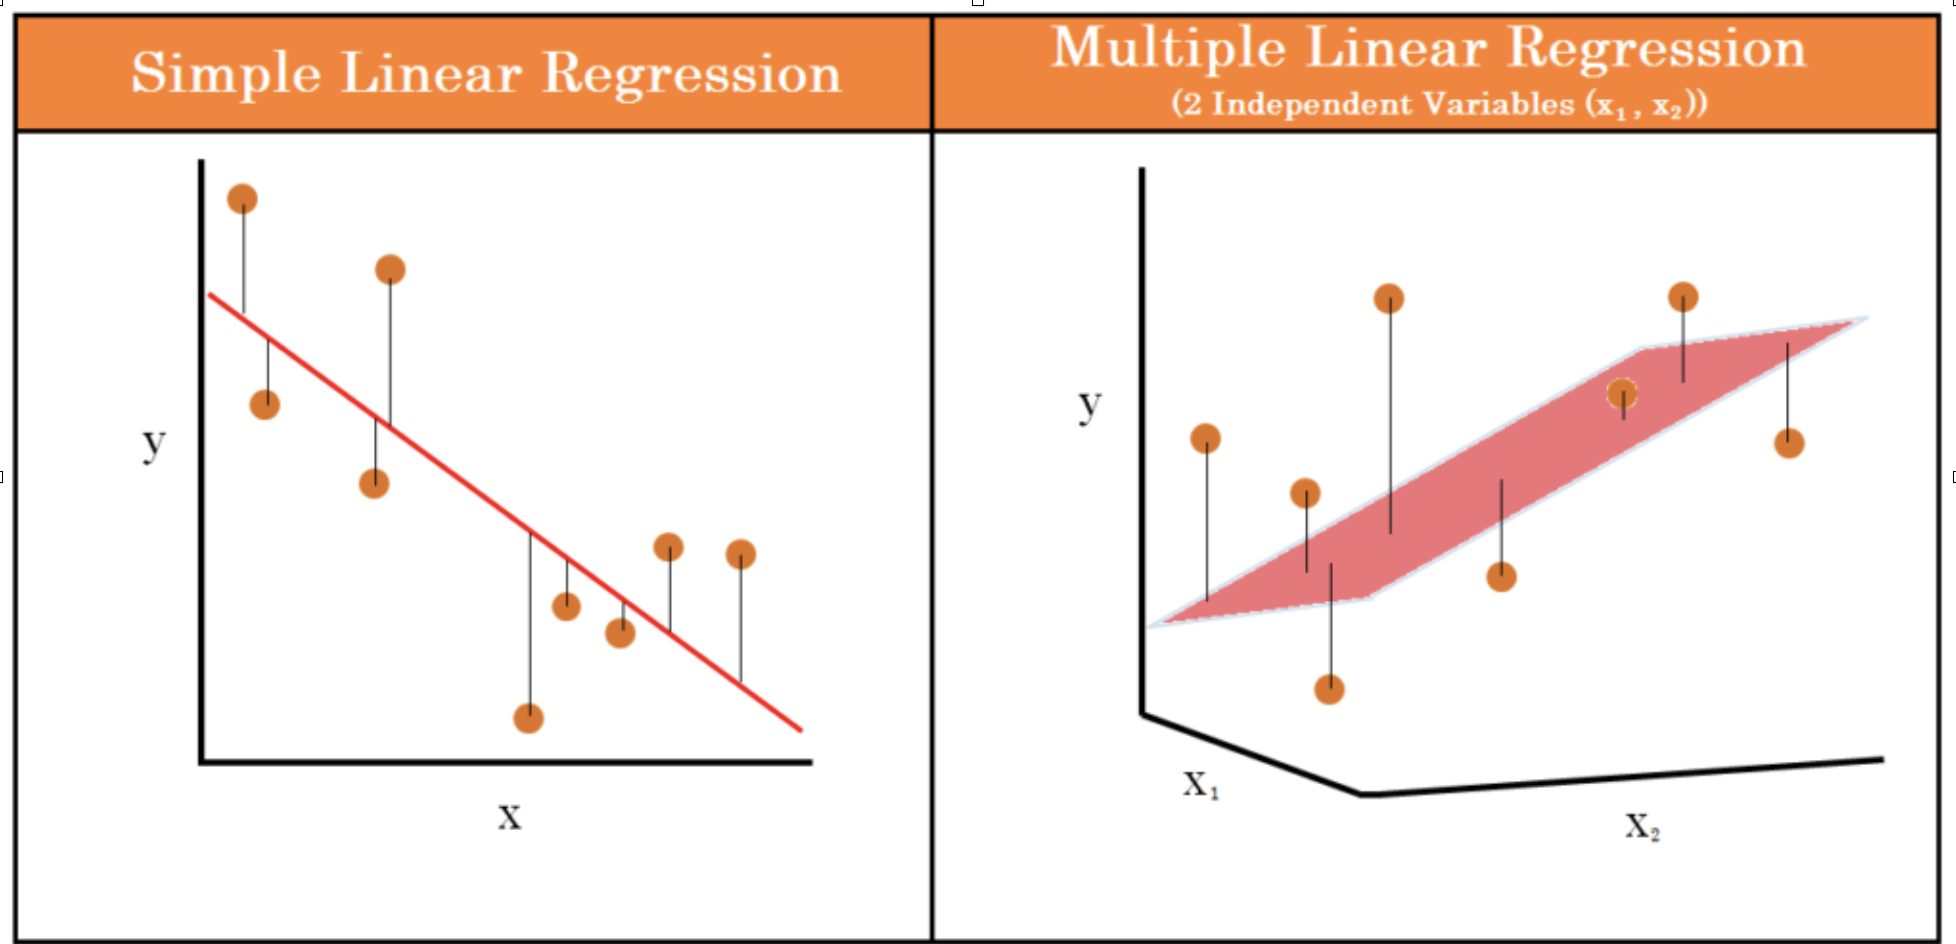 Simple Linear Regression
Multiple Linear Regression
(2 Independent Variables (x₁ , x₂))
y
x
y
x₁
x₂